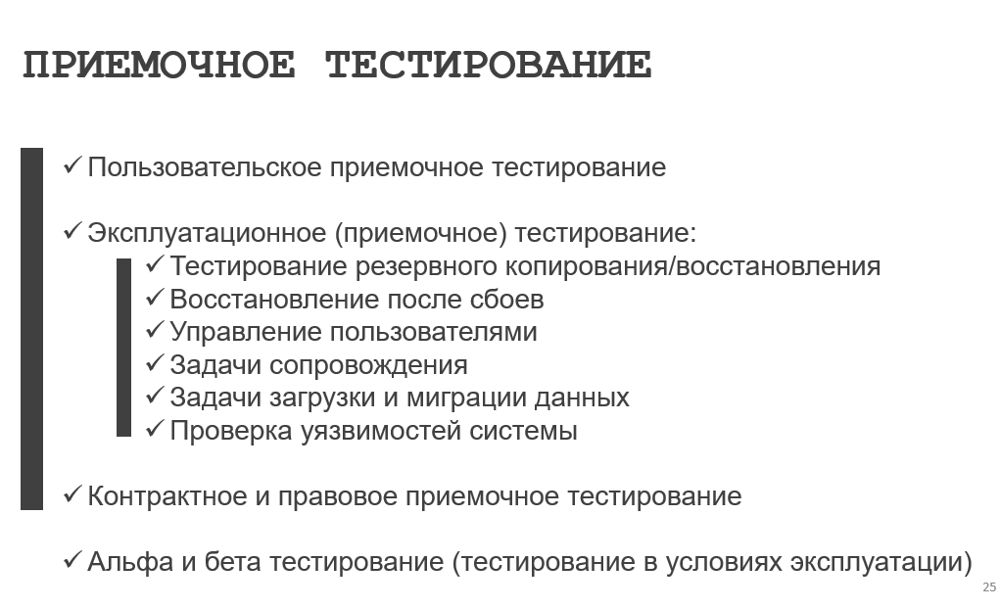 ПРИЕМОЧНОЕ ТЕСТИРОВАНИЕ
✓ Пользовательское приемочное тестирование
✓ Эксплуатационное (приемочное) тестирование:
✓ Тестирование резервного копирования/восстановления
✓ Восстановление после сбоев
✓ Управление пользователями
✓ Задачи сопровождения
✓ Задачи загрузки и миграции данных
✓ Проверка уязвимостей системы
✓ Контрактное и правовое приемочное тестирование
✓ Альфа и бета тестирование (тестирование в условиях эксплуатации)
25